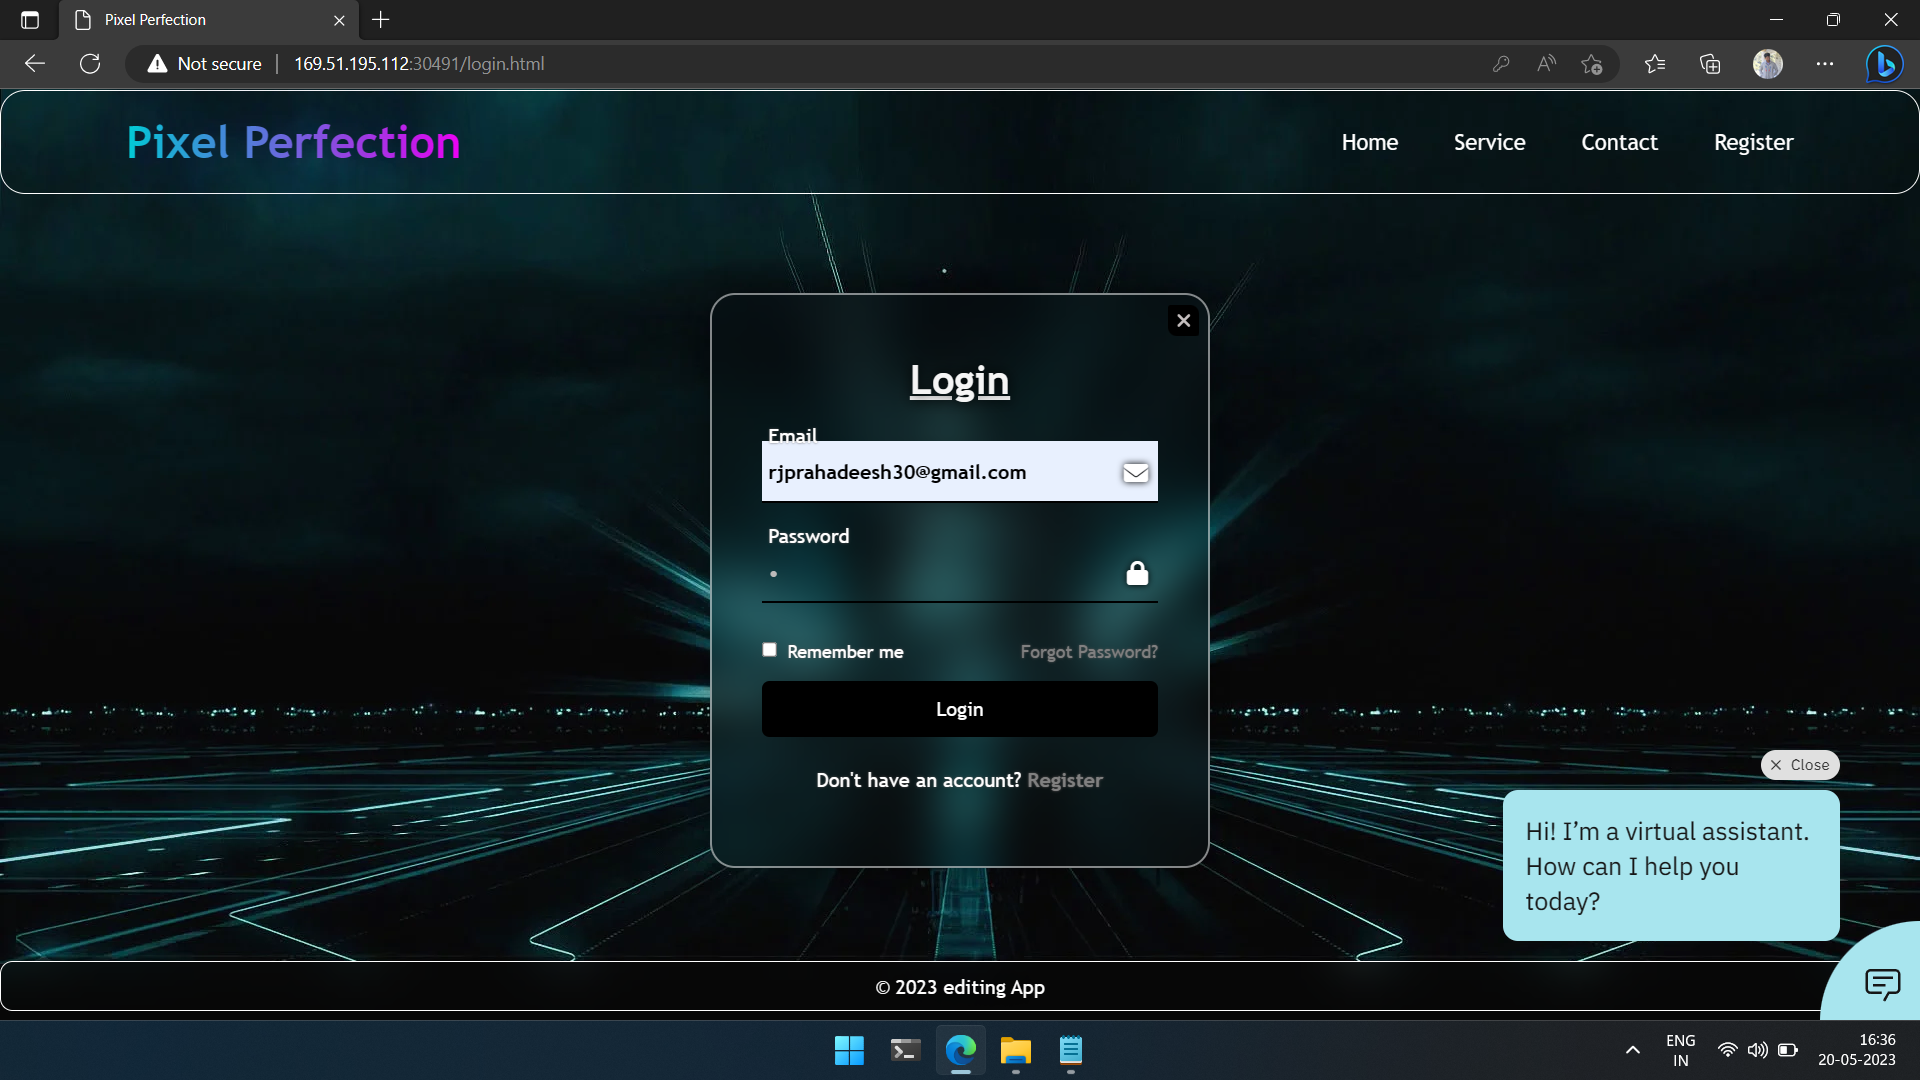 Pixel Perfection
Not secure
169.51.195.112:30491/login.html
Pixel Perfection
Home
Service
Contact
Register
Login
Email
rjprahadeesh30@gmail.com
Password
Remember me
Forgot Password?
Login
Don't have an account? Register
Close
Hi! I’m a virtual assistant.
How can I help you
today?
© 2023 editing App
ENG
IN
16:36
20-05-2023